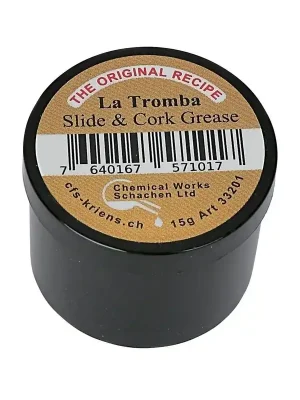 THE ORIGINAL RECIPE
La Tromba
Slide & Cork Grease
7 640167 571017
Chemical Works
Schachen Ltd
cfs-kriens.ch
15g Art 33201